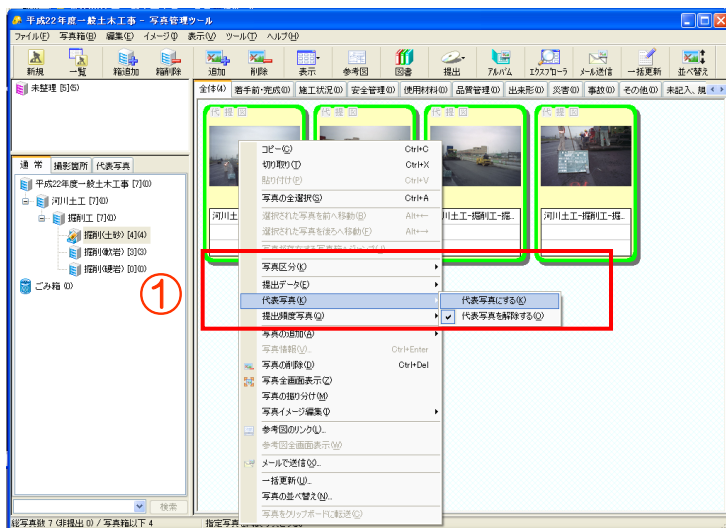 平成22年度一般土木工事 - 写真管理ツール
ファイル(F) 写真箱(B) 編集(E) イメージ(I) 表示(V) ツール(T) ヘルプ(H)
新規 一覧 箱追加 箱削除 追加 削除 表示 参考図 図書 提出 アルバム エクスプローラ メール送信 一括更新 並べ替え
未整理 [5](5)
全体(4) 着手前・完成(0) 施工状況(0) 安全管理(0) 使用材料(0) 品質管理(0) 出来形(0) 災害(0) 事故(0) その他(0) 未記入、規
代 提 図
代 提 図
代 提 図
代 提 図
通 常 撮影箇所 代表写真
平成22年度一般土木工事 [7](0)
河川土工 [7](0)
掘削工 [7](0)
掘削(土砂) [4](4)
掘削(軟岩) [3](3)
掘削(硬岩) [0](0)
ごみ箱 (0)
①
河川土
川土工-掘削工-掘..
河川土工-掘削工-掘..
コピー(C) Ctrl+C
切り取り(T) Ctrl+X
貼り付け(P) Ctrl+V
写真の全選択(S) Ctrl+A
選択された写真を前へ移動(B) Alt+←
選択された写真を後ろへ移動(F) Alt+→
写真区分(K)
提出データ(E)
代表写真(K)
提出頻度写真(Q)
代表写真にする(K)
代表写真を解除する(O)
写真の追加(A)
写真情報(V)... Ctrl+Enter
写真の削除(D) Ctrl+Del
写真全画面表示(Z)
写真の振り分け(M)
写真イメージ編集(I)
参考図のリンク(L)...
参考図全画面表示(W)
メールで送信(X)...
一括更新(U)...
写真の並べ替え(N)...
写真をクリップボードに転送(C)
検索
総写真数 7 (非提出 0) / 写真箱以下 4
指定写真